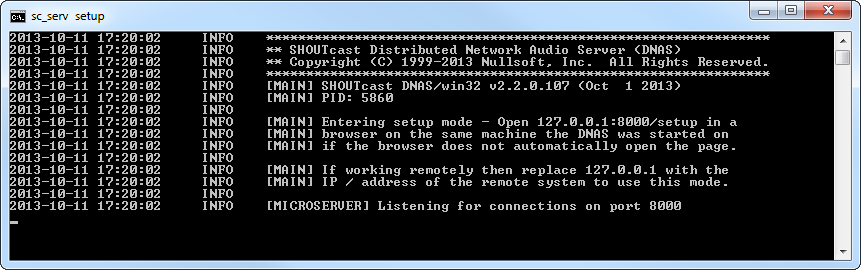 sc_serv setup
2013-10-11 17:20:02 INFO *************************************************************
2013-10-11 17:20:02 INFO ** SHOUTcast Distributed Network Audio Server (DNAS)
2013-10-11 17:20:02 INFO ** Copyright (C) 1999-2013 Nullsoft, Inc.  All Rights Reserved.
2013-10-11 17:20:02 INFO *************************************************************
2013-10-11 17:20:02 INFO [MAIN] SHOUTcast DNAS/win32 v2.2.0.107 (Oct  1 2013)
2013-10-11 17:20:02 INFO [MAIN] PID: 5860
2013-10-11 17:20:02 INFO
2013-10-11 17:20:02 INFO [MAIN] Entering setup mode - Open 127.0.0.1:8000/setup in a
2013-10-11 17:20:02 INFO [MAIN] browser on the same machine the DNAS was started on
2013-10-11 17:20:02 INFO [MAIN] if the browser does not automatically open the page.
2013-10-11 17:20:02 INFO
2013-10-11 17:20:02 INFO [MAIN] If working remotely then replace 127.0.0.1 with the
2013-10-11 17:20:02 INFO [MAIN] IP / address of the remote system to use this mode.
2013-10-11 17:20:02 INFO
2013-10-11 17:20:02 INFO [MICROSERVER] Listening for connections on port 8000